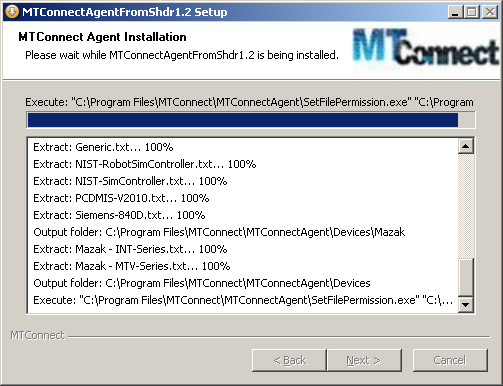 MTConnectAgentFromShdr1.2 Setup
MTConnect Agent Installation
Please wait while MTConnectAgentFromShdr1.2 is being installed.
MTConnect
Execute: "C:\Program Files\MTConnect\MTConnectAgent\SetFilePermission.exe" "C:\Program
Extract: Generic.txt... 100%
Extract: NIST-RobotSimController.txt... 100%
Extract: NIST-SimController.txt... 100%
Extract: PCDMIS-V2010.txt... 100%
Extract: Siemens-840D.txt... 100%
Output folder: C:\Program Files\MTConnect\MTConnectAgent\Devices\Mazak
Extract: Mazak - INT-Series.txt... 100%
Extract: Mazak - MTV-Series.txt... 100%
Output folder: C:\Program Files\MTConnect\MTConnectAgent\Devices
Execute: "C:\Program Files\MTConnect\MTConnectAgent\SetFilePermission.exe" "C:\...
MTConnect
< Back
Next >
Cancel